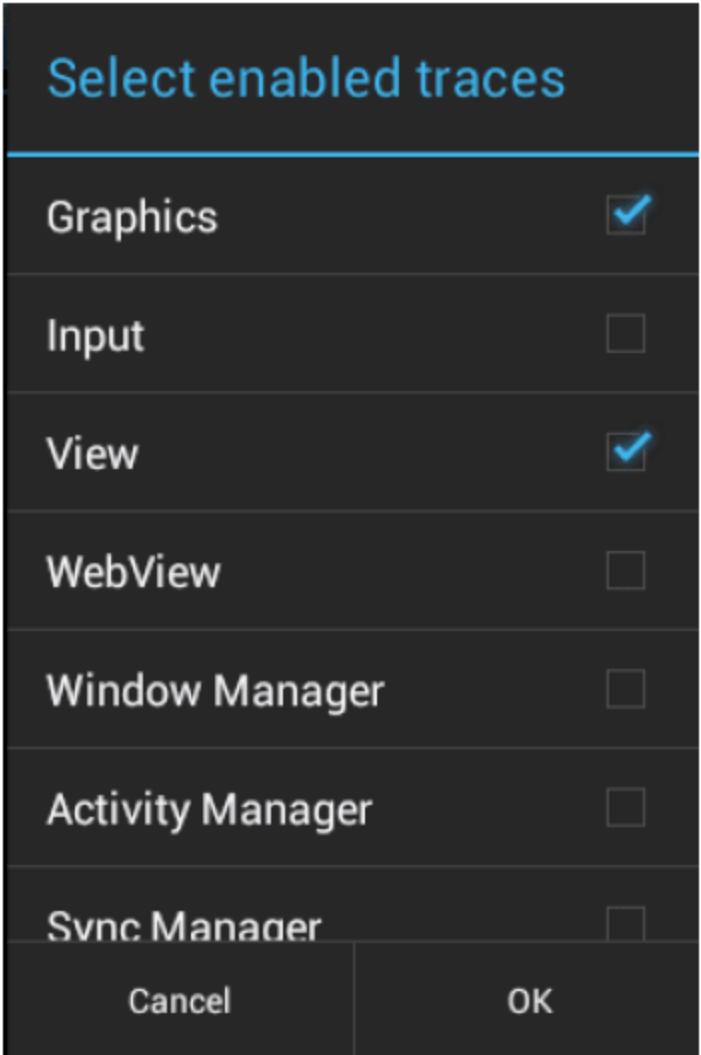 Select enabled traces
Graphics
Input
View
WebView
Window Manager
Activity Manager
Sync Manager
Cancel
OK